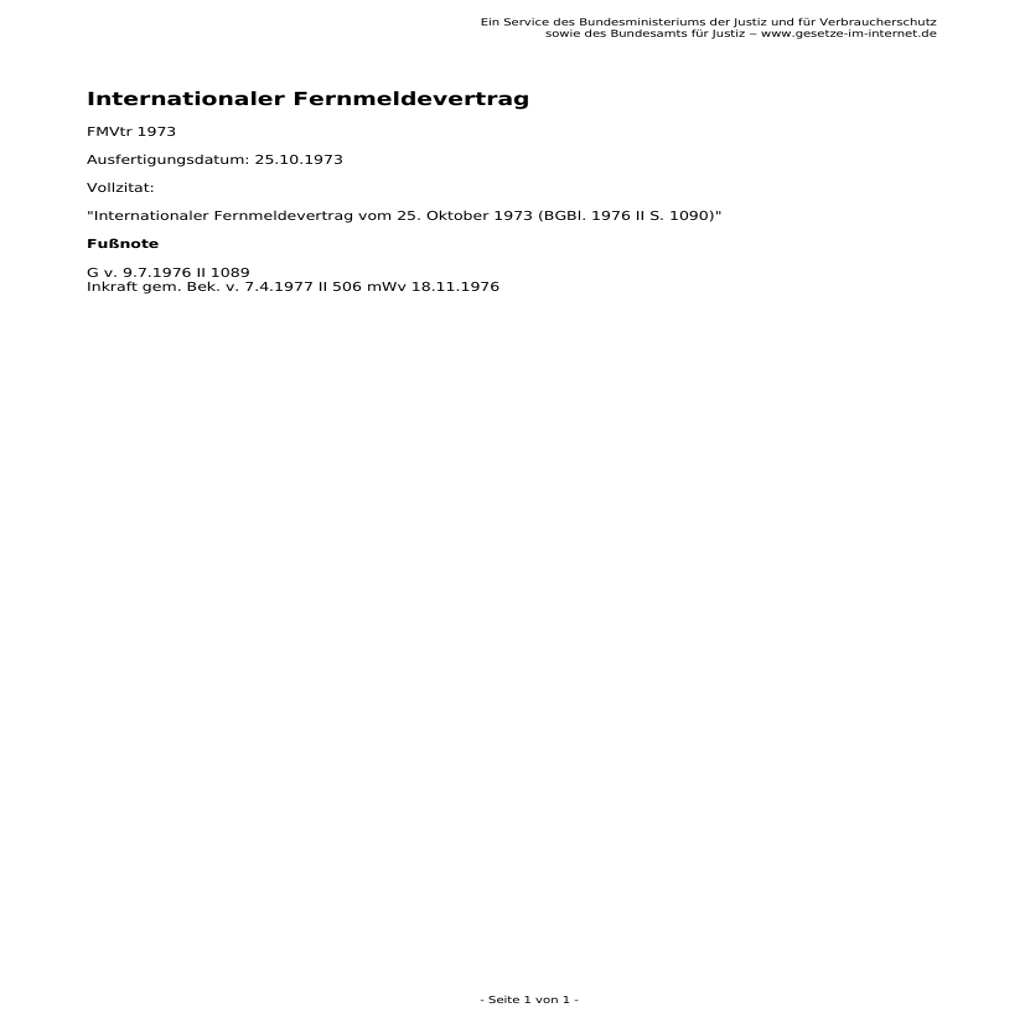 Ein Service des Bundesministeriums der Justiz und für Verbraucherschutz
sowie des Bundesamts für Justiz – www.gesetze-im-internet.de
Internationaler Fernmeldevertrag
FMVtr 1973
Ausfertigungsdatum: 25.10.1973
Vollzitat:
"Internationaler Fernmeldevertrag vom 25. Oktober 1973 (BGBl. 1976 II S. 1090)"
Fußnote
G v. 9.7.1976 II 1089
Inkraft gem. Bek. v. 7.4.1977 II 506 mWv 18.11.1976
- Seite 1 von 1 -